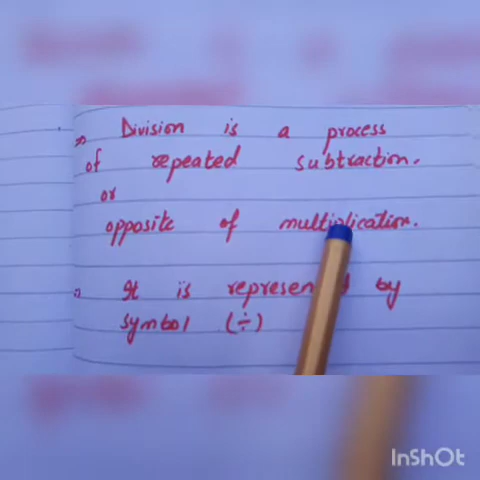 ⇒ Division is a process
of repeated subtraction.
or
opposite of multiplication.
⇒ It is by
symbol (÷)
InShOt